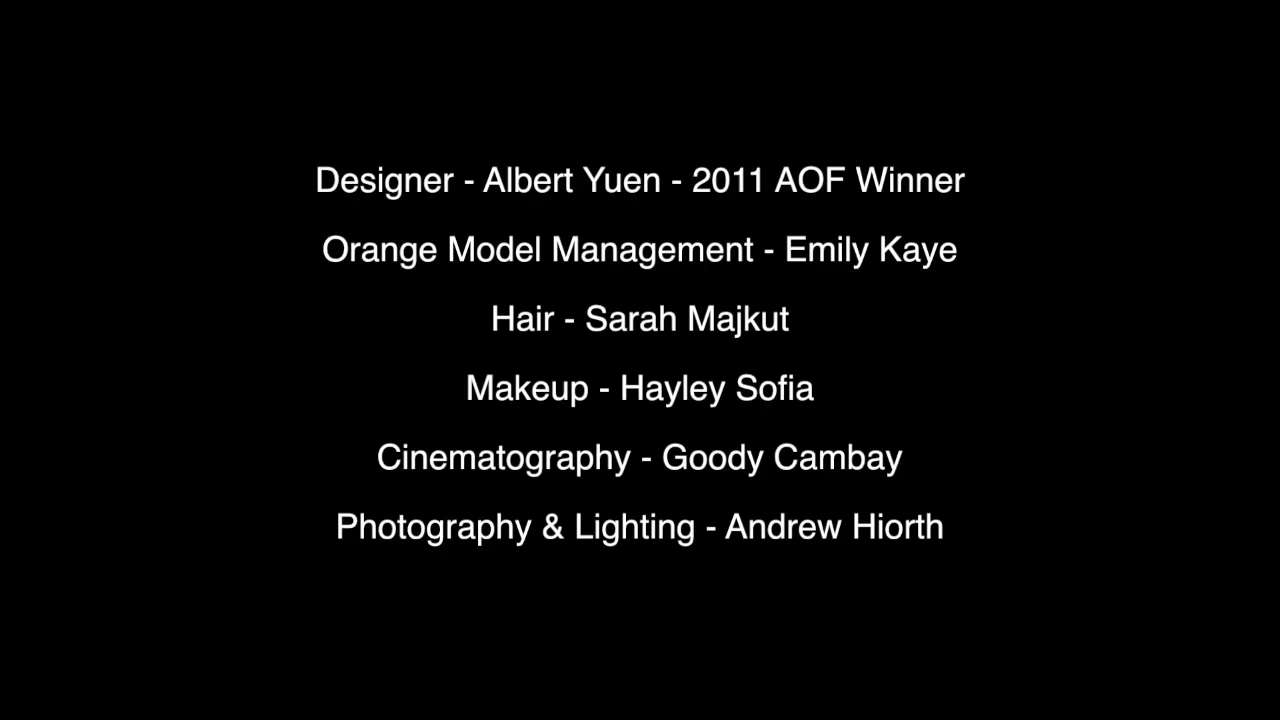 Designer - Albert Yuen - 2011 AOF Winner
Orange Model Management - Emily Kaye
Hair - Sarah Majkut
Makeup - Hayley Sofia
Cinematography - Goody Cambay
Photography & Lighting - Andrew Hiorth